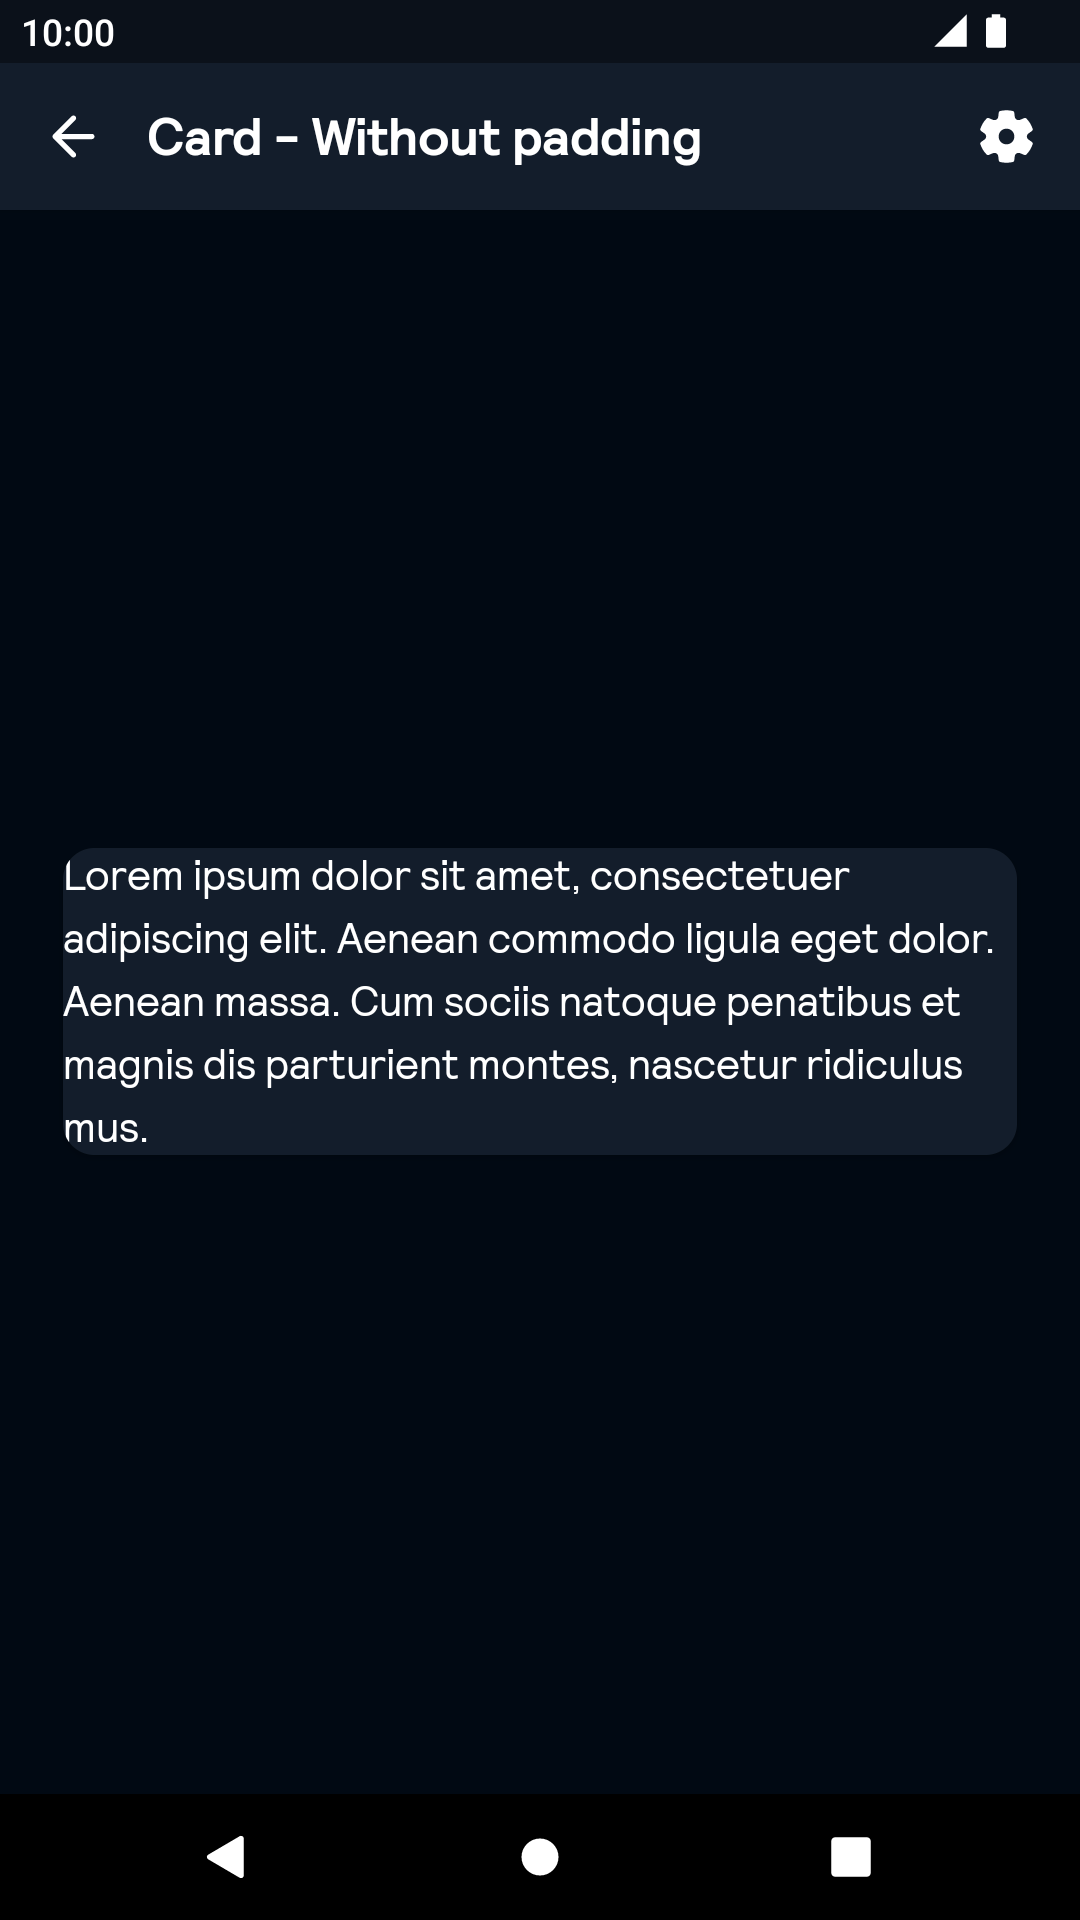 10:00
Card - Without padding
Lorem ipsum dolor sit amet, consectetuer
adipiscing elit. Aenean commodo ligula eget dolor.
Aenean massa. Cum sociis natoque penatibus et
magnis dis parturient montes, nascetur ridiculus
mus.